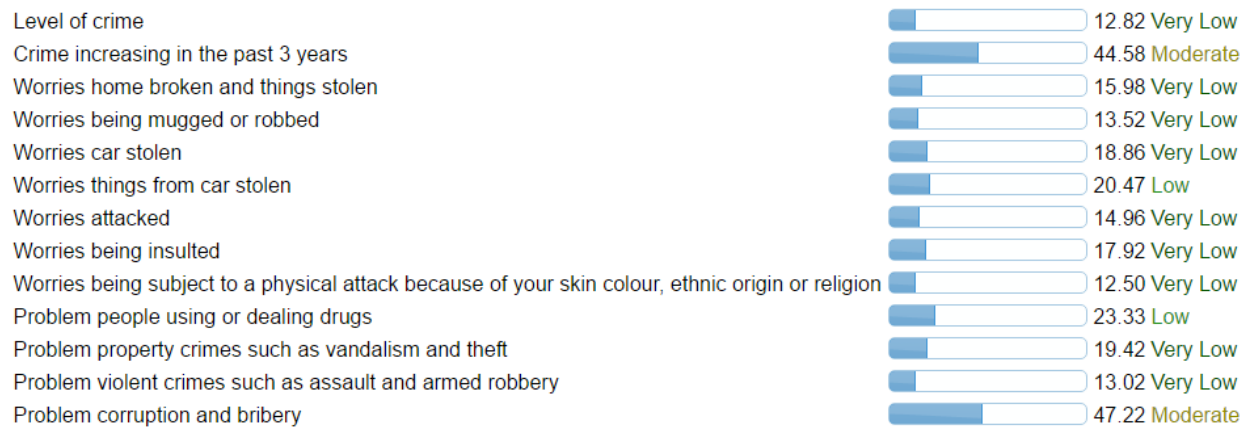 Level of crime 12.82 Very Low
Crime increasing in the past 3 years 44.58 Moderate
Worries home broken and things stolen 15.98 Very Low
Worries being mugged or robbed 13.52 Very Low
Worries car stolen 18.86 Very Low
Worries things from car stolen 20.47 Low
Worries attacked 14.96 Very Low
Worries being insulted 17.92 Very Low
Worries being subject to a physical attack because of your skin colour, ethnic origin or religion 12.50 Very Low
Problem people using or dealing drugs 23.33 Low
Problem property crimes such as vandalism and theft 19.42 Very Low
Problem violent crimes such as assault and armed robbery 13.02 Very Low
Problem corruption and bribery 47.22 Moderate